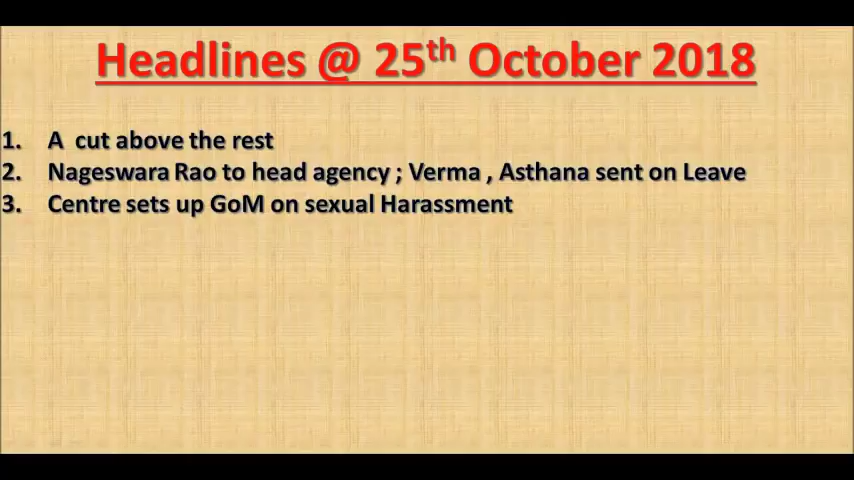 Headlines @ 25th October 2018
1. A cut above the rest
2. Nageswara Rao to head agency ; Verma , Asthana sent on Leave
3. Centre sets up GoM on sexual Harassment